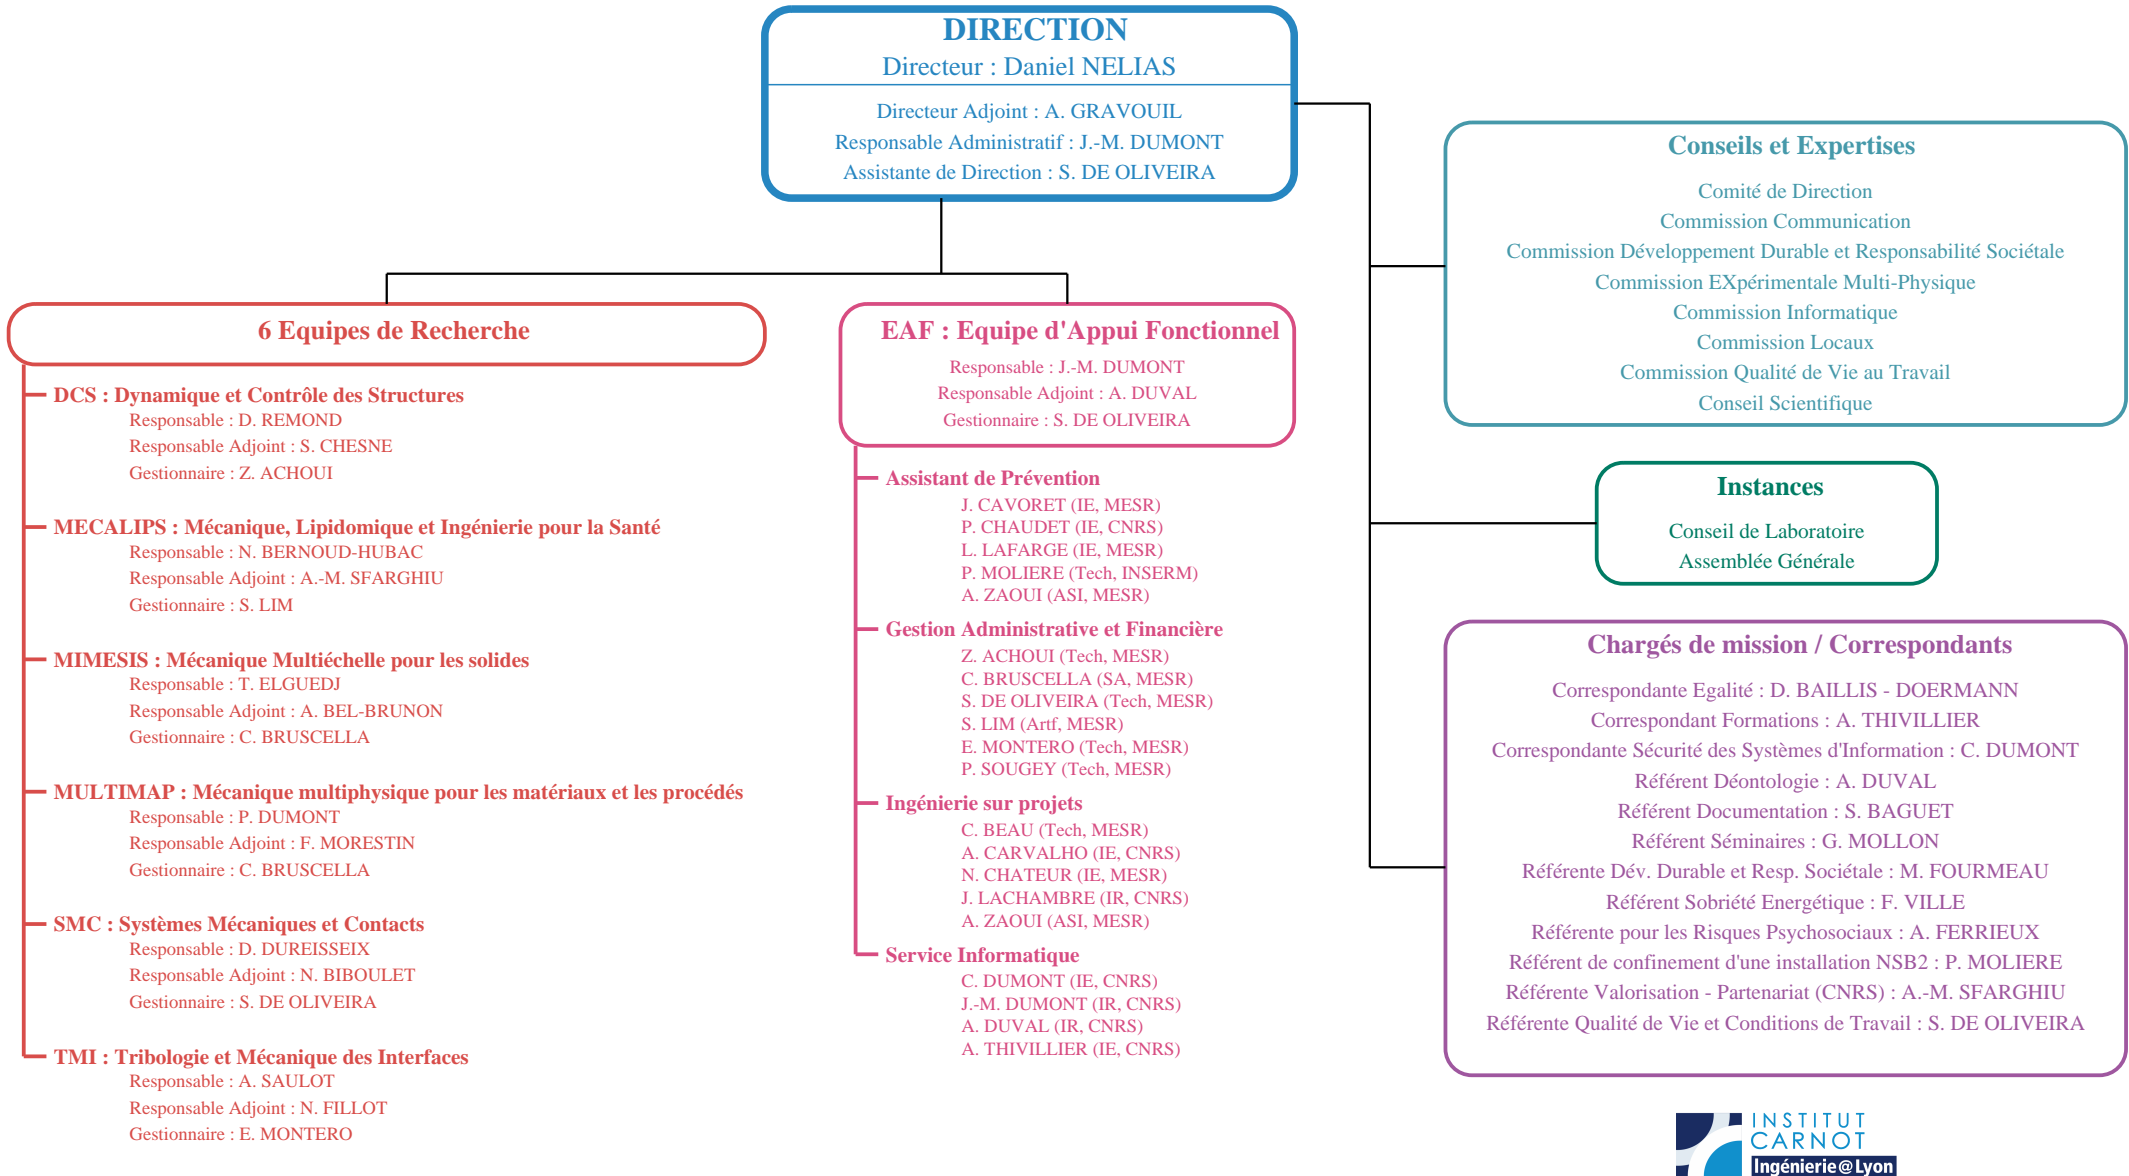 DIRECTION
Directeur : Daniel NELIAS
Directeur Adjoint : A. GRAVOUIL
Responsable Administratif : J.-M. DUMONT
Assistante de Direction : S. DE OLIVEIRA
6 Equipes de Recherche
DCS : Dynamique et Contrôle des Structures
Responsable : D. REMOND
Responsable Adjoint : S. CHESNE
Gestionnaire : Z. ACHOUI
MECALIPS : Mécanique, Lipidomique et Ingénierie pour la Santé
Responsable : N. BERNOUD-HUBAC
Responsable Adjoint : A.-M. SFARGHIU
Gestionnaire : S. LIM
MIMESIS : Mécanique Multiéchelle pour les solides
Responsable : T. ELGUEDJ
Responsable Adjoint : A. BEL-BRUNON
Gestionnaire : C. BRUSCELLA
MULTIMAP : Mécanique multiphysique pour les matériaux et les procédés
Responsable : P. DUMONT
Responsable Adjoint : F. MORESTIN
Gestionnaire : C. BRUSCELLA
SMC : Systèmes Mécaniques et Contacts
Responsable : D. DUREISSEIX
Responsable Adjoint : N. BIBOULET
Gestionnaire : S. DE OLIVEIRA
TMI : Tribologie et Mécanique des Interfaces
Responsable : A. SAULOT
Responsable Adjoint : N. FILLOT
Gestionnaire : E. MONTERO
EAF : Equipe d'Appui Fonctionnel
Responsable : J.-M. DUMONT
Responsable Adjoint : A. DUVAL
Gestionnaire : S. DE OLIVEIRA
Assistant de Prévention
J. CAVORET (IE, MESR)
P. CHAUDET (IE, CNRS)
L. LAFARGE (IE, MESR)
P. MOLIERE (Tech, INSERM)
A. ZAOUI (ASI, MESR)
Gestion Administrative et Financière
Z. ACHOUI (Tech, MESR)
C. BRUSCELLA (SA, MESR)
S. DE OLIVEIRA (Tech, MESR)
S. LIM (Artf, MESR)
E. MONTERO (Tech, MESR)
P. SOUGEY (Tech, MESR)
Ingénierie sur projets
C. BEAU (Tech, MESR)
A. CARVALHO (IE, CNRS)
N. CHATEUR (IE, MESR)
J. LACHAMBRE (IR, CNRS)
A. ZAOUI (ASI, MESR)
Service Informatique
C. DUMONT (IE, CNRS)
J.-M. DUMONT (IR, CNRS)
A. DUVAL (IR, CNRS)
A. THIVILLIER (IE, CNRS)
Conseils et Expertises
Comité de Direction
Commission Communication
Commission Développement Durable et Responsabilité Sociétale
Commission EXpérimentale Multi-Physique
Commission Informatique
Commission Locaux
Commission Qualité de Vie au Travail
Conseil Scientifique
Instances
Conseil de Laboratoire
Assemblée Générale
Chargés de mission / Correspondants
Correspondante Egalité : D. BAILLIS - DOERMANN
Correspondant Formations : A. THIVILLIER
Correspondante Sécurité des Systèmes d'Information : C. DUMONT
Référent Déontologie : A. DUVAL
Référent Documentation : S. BAGUET
Référent Séminaires : G. MOLLON
Référente Dév. Durable et Resp. Sociétale : M. FOURMEAU
Référent Sobriété Energétique : F. VILLE
Référente pour les Risques Psychosociaux : A. FERRIEUX
Référent de confinement d'une installation NSB2 : P. MOLIERE
Référente Valorisation - Partenariat (CNRS) : A.-M. SFARGHIU
Référente Qualité de Vie et Conditions de Travail : S. DE OLIVEIRA
INSTITUT
CARNOT
Ingénierie@Lyon